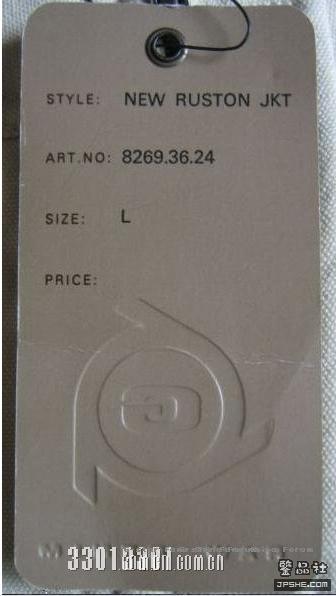 STYLE: NEW RUSTON JKT
ART.NO: 8269.36.24
SIZE: L
PRICE:
鉴品社
JPSHE.COM